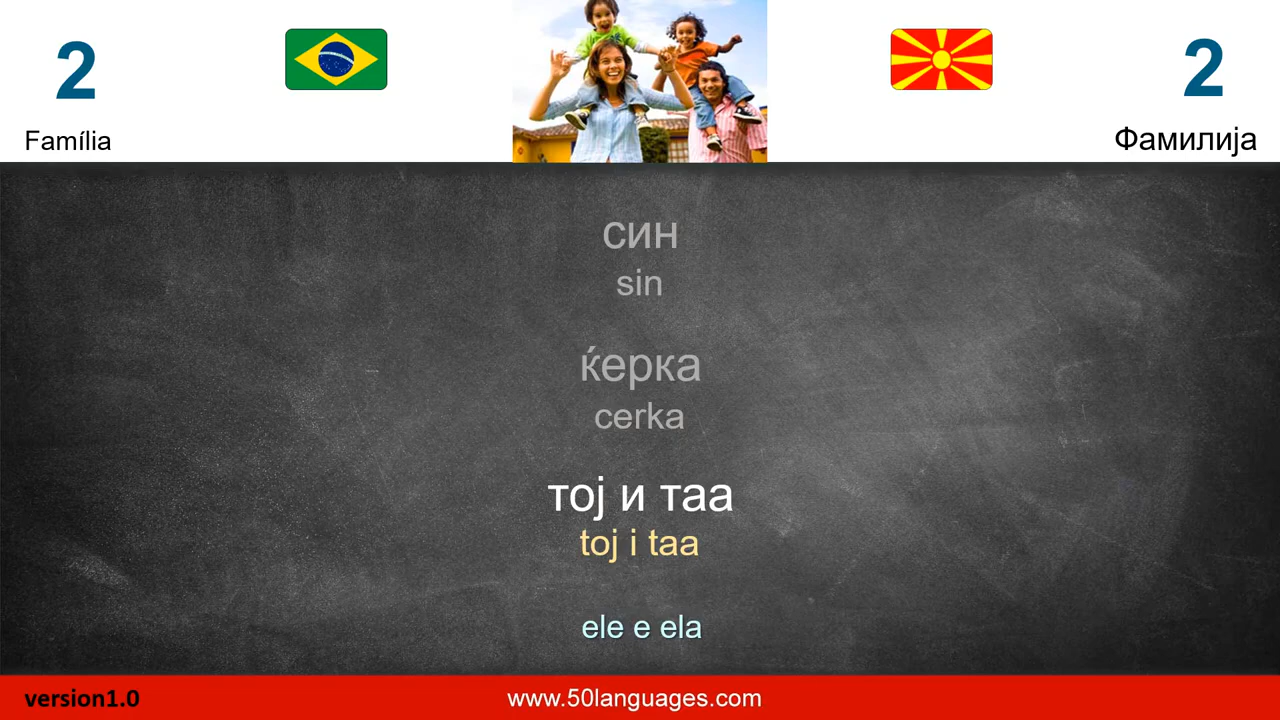 2
2
Família
Фамилија
син
sin
ќерка
cerka
тој и таа
toj i taa
ele e ela
version1.0
www.50languages.com